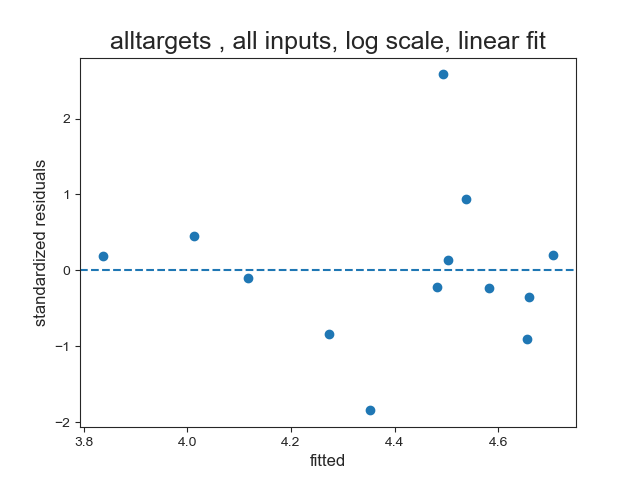 alltargets , all inputs, log scale, linear fit
2
1
0
−1
−2
standardized residuals
3.8 4.0 4.2 4.4 4.6
fitted